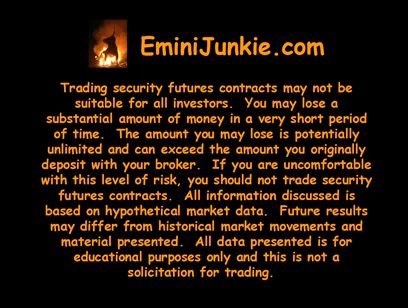 EminiJunkie.com
Trading security futures contracts may not be
suitable for all investors. You may lose a
substantial amount of money in a very short period
of time. The amount you may lose is potentially
unlimited and can exceed the amount you originally
deposit with your broker. If you are uncomfortable
with this level of risk, you should not trade security
futures contracts. All information discussed is
based on hypothetical market data. Future results
may differ from historical market movements and
material presented. All data presented is for
educational purposes only and this is not a
solicitation for trading.